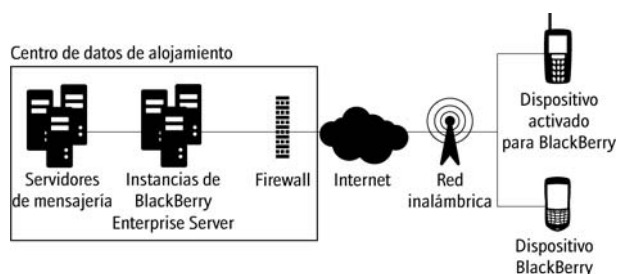 Centro de datos de alojamiento
Servidores
de mensajería
Instancias de
BlackBerry
Enterprise Server
Firewall
Internet
Red
inalámbrica
Dispositivo
activado
para BlackBerry
Dispositivo
BlackBerry